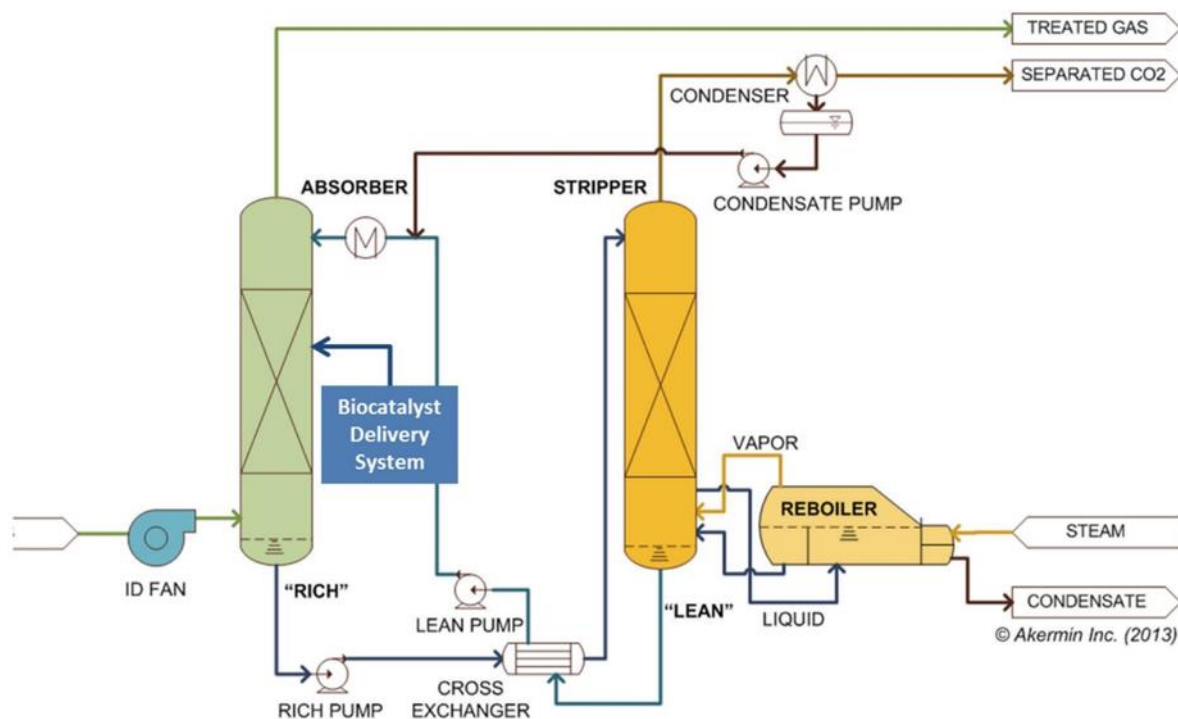 TREATED GAS
SEPARATED CO2
CONDENSER
ABSORBER
STRIPPER
CONDENSATE PUMP
Biocatalyst
Delivery
System
VAPOR
REBOILER
STEAM
ID FAN
"RICH"
LEAN PUMP
"LEAN"
LIQUID
CONDENSATE
© Akermin Inc. (2013)
RICH PUMP
CROSS
EXCHANGER